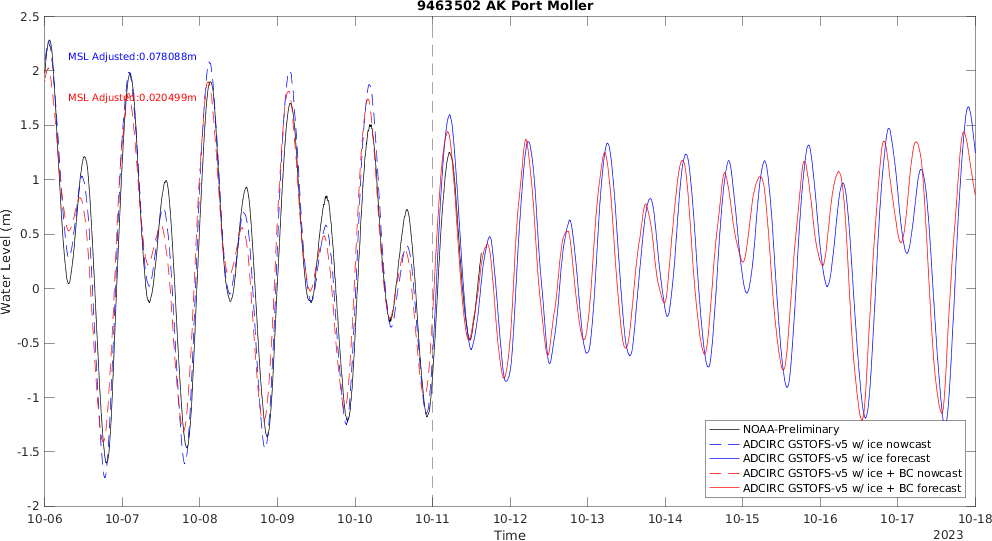 9463502 AK Port Moller
MSL Adjusted:0.078088m
MSL Adjusted:0.020499m
Water Level (m)
2.5
2
1.5
1
0.5
0
-0.5
-1
-1.5
-2
NOAA-Preliminary
ADCIRC GSTOFS-v5 w/ ice nowcast
ADCIRC GSTOFS-v5 w/ ice forecast
ADCIRC GSTOFS-v5 w/ ice + BC nowcast
ADCIRC GSTOFS-v5 w/ ice + BC forecast
10-06 10-07 10-08 10-09 10-10 10-11 10-12 10-13 10-14 10-15 10-16 10-17 10-18
Time
2023